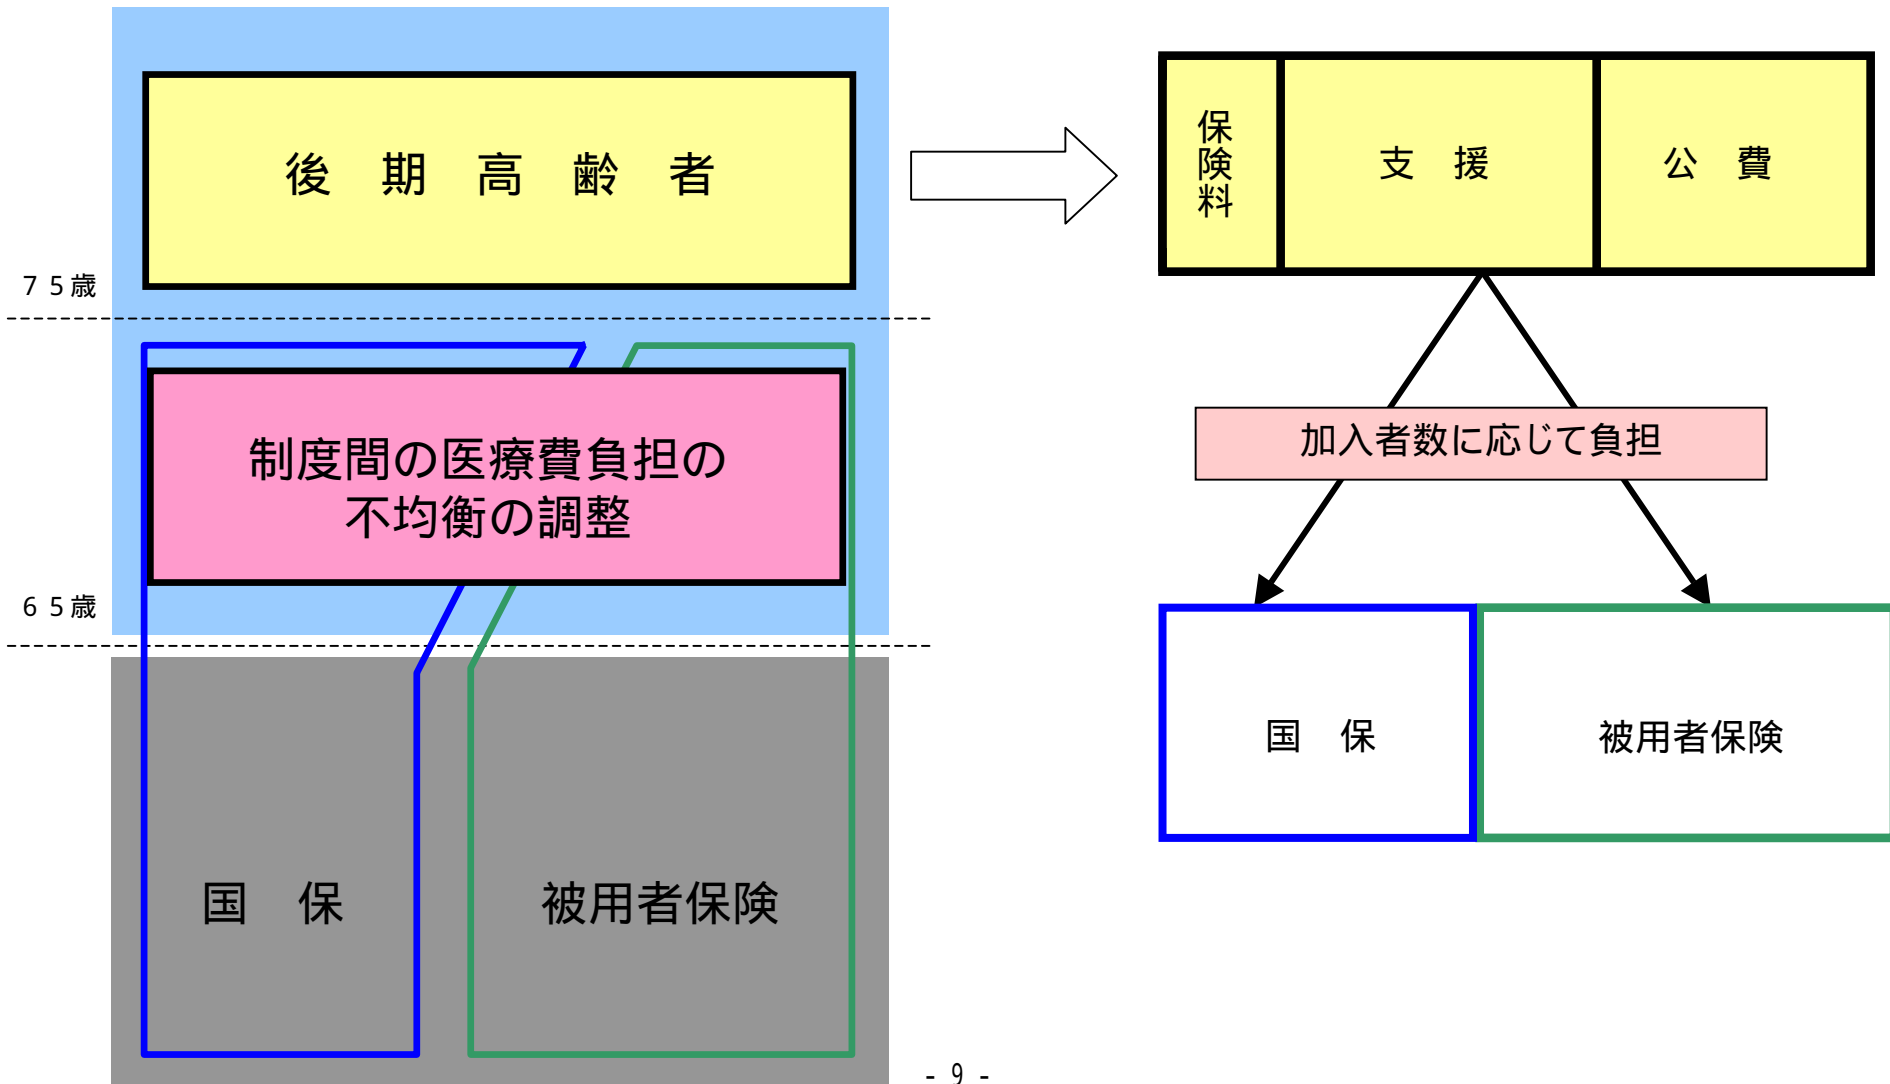 後　期　高　齢　者
７５歳
制度間の医療費負担の
不均衡の調整
６５歳
国　保
被用者保険
保険料
支　援
公　費
加入者数に応じて負担
国　保
被用者保険
- 9 -